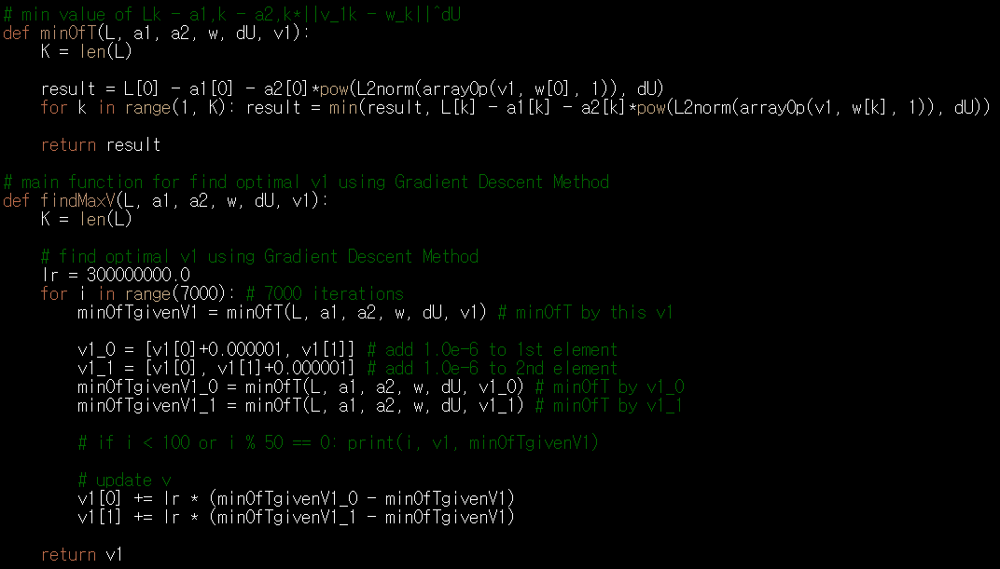 # min value of Lk - a1,k - a2,k*||v_1k - w_k||^dU
def minOfT(L, a1, a2, w, dU, v1):
    K = len(L)

    result = L[0] - a1[0] - a2[0]*pow(L2norm(arrayOp(v1, w[0], 1)), dU)
    for k in range(1, K): result = min(result, L[k] - a1[k] - a2[k]*pow(L2norm(arrayOp(v1, w[k], 1)), dU))

    return result

# main function for find optimal v1 using Gradient Descent Method
def findMaxV(L, a1, a2, w, dU, v1):
    K = len(L)

    # find optimal v1 using Gradient Descent Method
    lr = 300000000.0
    for i in range(7000): # 7000 iterations
        minOfTgivenV1 = minOfT(L, a1, a2, w, dU, v1) # minOfT by this v1

        v1_0 = [v1[0]+0.000001, v1[1]] # add 1.0e-6 to 1st element
        v1_1 = [v1[0], v1[1]+0.000001] # add 1.0e-6 to 2nd element
        minOfTgivenV1_0 = minOfT(L, a1, a2, w, dU, v1_0) # minOfT by v1_0
        minOfTgivenV1_1 = minOfT(L, a1, a2, w, dU, v1_1) # minOfT by v1_1

        # if i < 100 or i % 50 == 0: print(i, v1, minOfTgivenV1)

        # update v
        v1[0] += lr * (minOfTgivenV1_0 - minOfTgivenV1)
        v1[1] += lr * (minOfTgivenV1_1 - minOfTgivenV1)

    return v1